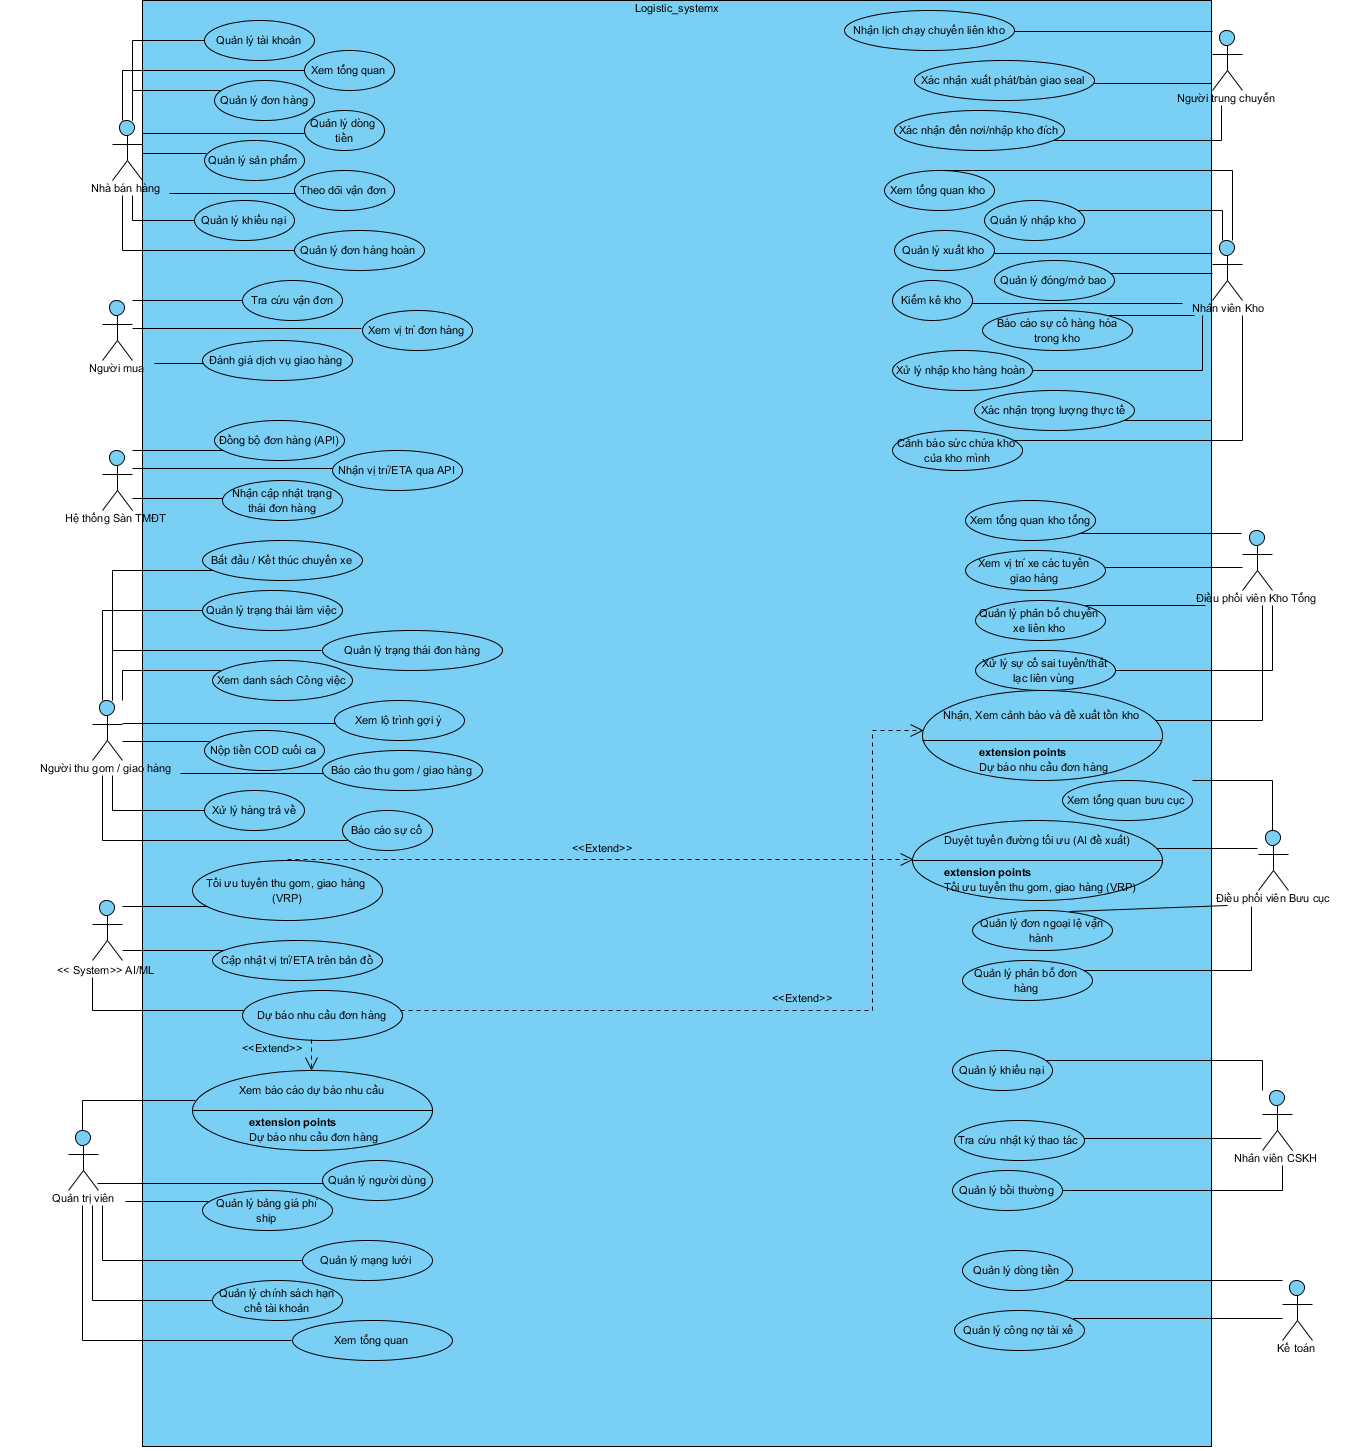 Logistic_systemx
Quản lý tài khoản
Xem tổng quan
Quản lý đơn hàng
Quản lý dòng
tiền
Quản lý sản phẩm
Nhà bán hàng
Theo dõi vận đơn
Quản lý khiếu nại
Quản lý đơn hàng hoàn
Tra cứu vận đơn
Xem vị trí đơn hàng
Đánh giá dịch vụ giao hàng
Người mua
Đồng bộ đơn hàng (API)
Nhận vị trí/ETA qua API
Nhận cập nhật trạng
thái đơn hàng
Hệ thống Sàn TMĐT
Bắt đầu / Kết thúc chuyến xe
Quản lý trạng thái làm việc
Quản lý trạng thái đon hàng
Xem danh sách Công việc
Xem lộ trình gợi ý
Nộp tiền COD cuối ca
Người thu gom / giao hàng
Báo cáo thu gom / giao hàng
Xử lý hàng trả về
Báo cáo sự cố
Tối ưu tuyến thu gom, giao hàng
(VRP)
Cập nhật vị trí/ETA trên bản đồ
<< System>> AI/ML
Dự báo nhu cầu đơn hàng
<<Extend>>
<<Extend>>
<<Extend>>
Xem báo cáo dự báo nhu cầu
extension points
Dự báo nhu cầu đơn hàng
Quản lý người dùng
Quản trị viên
Quản lý bảng giá phí
ship
Quản lý mạng lưới
Quản lý chính sách hạn
chế tài khoản
Xem tổng quan
Nhận lịch chạy chuyến liên kho
Xác nhận xuất phát/bàn giao seal
Người trung chuyển
Xác nhận đến nơi/nhập kho đích
Xem tổng quan kho
Quản lý nhập kho
Quản lý xuất kho
Quản lý đóng/mở bao
Kiểm kê kho
Nhân viên Kho
Báo cáo sự cố hàng hóa
trong kho
Xử lý nhập kho hàng hoàn
Xác nhận trọng lượng thực tế
Cảnh báo sức chứa kho
của kho mình
Xem tổng quan kho tổng
Xem vị trí xe các tuyến
giao hàng
Điều phối viên Kho Tổng
Quản lý phân bổ chuyến
xe liên kho
Xử lý sự cố sai tuyến/thất
lạc liên vùng
Nhận, Xem cảnh báo và đề xuất tồn kho
extension points
Dự báo nhu cầu đơn hàng
Xem tổng quan bưu cục
Duyệt tuyến đường tối ưu (AI đề xuất)
extension points
Tối ưu tuyến thu gom, giao hàng (VRP)
Điều phối viên Bưu cục
Quản lý đơn ngoại lệ vận
hành
Quản lý phân bổ đơn
hàng
Quản lý khiếu nại
Tra cứu nhật ký thao tác
Nhân viên CSKH
Quản lý bồi thường
Quản lý dòng tiền
Quản lý công nợ tài xế
Kế toán